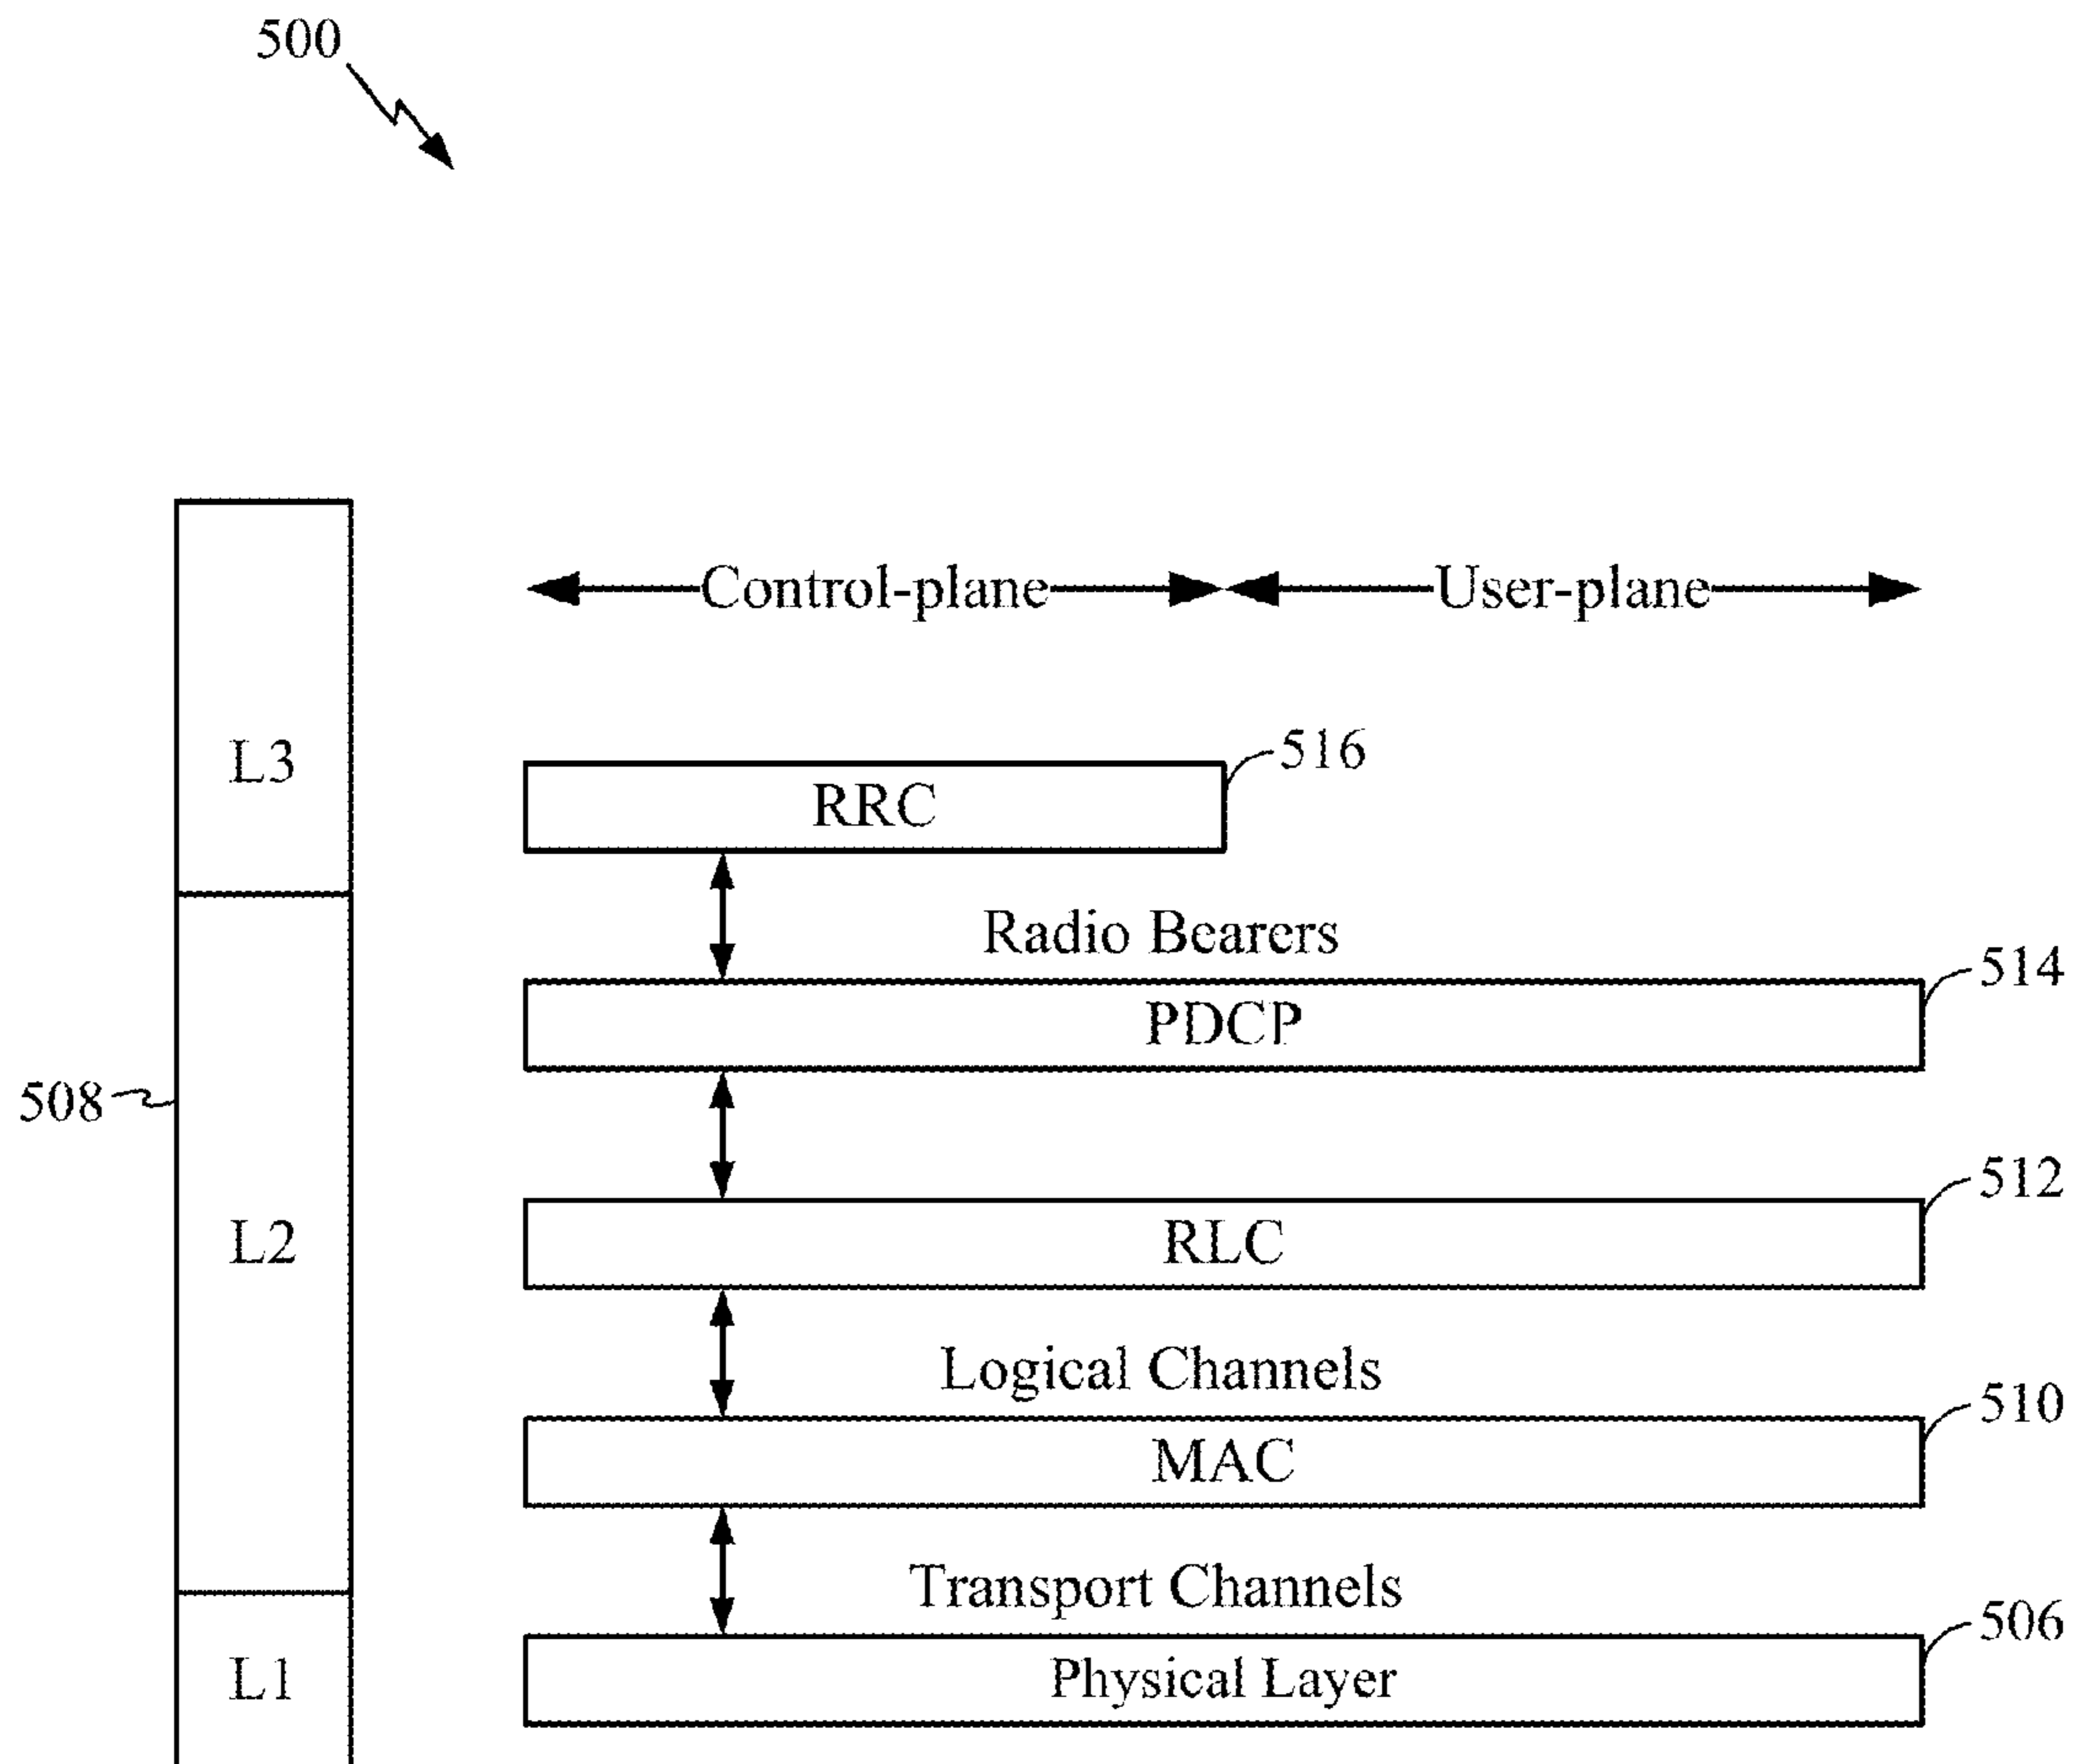 500
Control-plane User-plane
L3
516
RRC
Radio Bearers
514
PDCP
508
512
L2
RLC
Logical Channels
510
MAC
Transport Channels
506
L1
Physical Layer